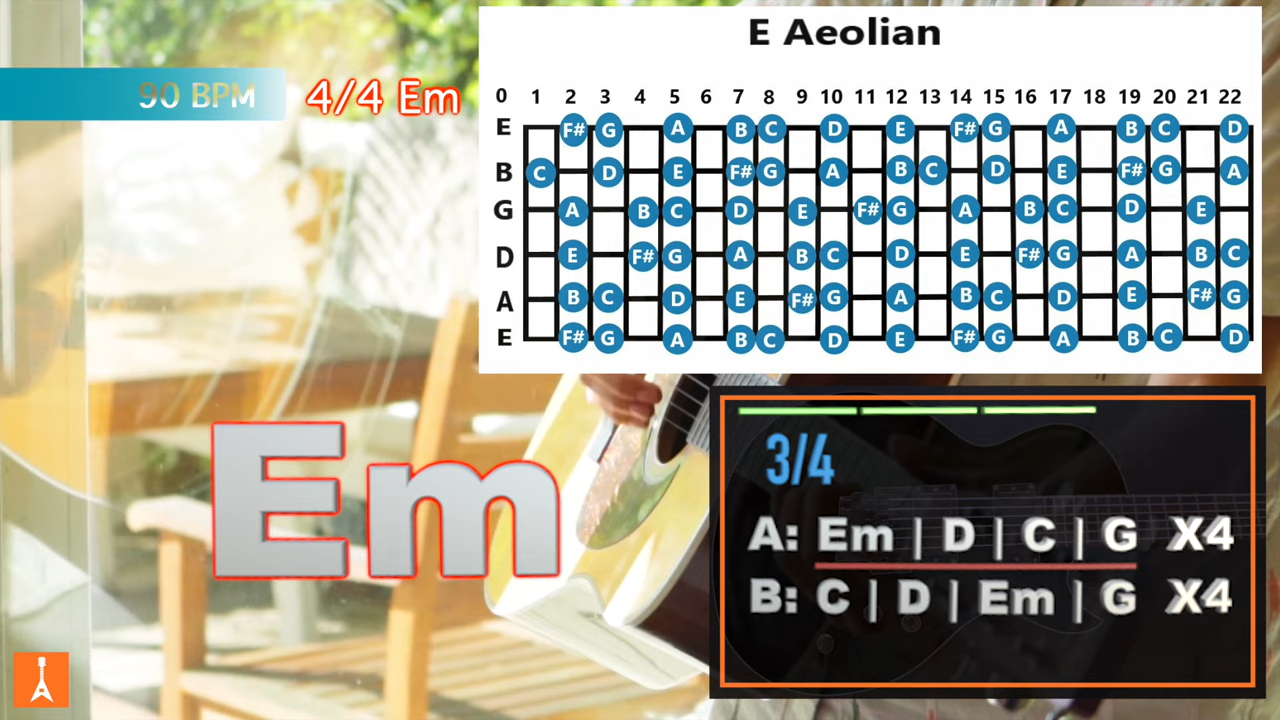 E Aeolian
90 BPM
4/4 Em
0 1 2 3 4 5 6 7 8 9 10 11 12 13 14 15 16 17 18 19 20 21 22
E F# G A B C D E F# G A B C D
B C D E F# G A B C D E F# G A
G A B C D E F# G A B C D E
D E F# G A B C D E F# G A B C
A B C D E F# G A B C D E F# G
E F# G A B C D E F# G A B C D
Em
3/4
A: Em | D | C | G X4
B: C | D | Em | G X4